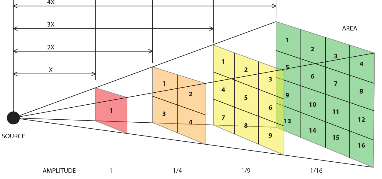 4X
3X
2X
X
AREA
1
1 2
3 4
1 2 3
4 5 6
7 8 9
1 2 3 4
5 6 7 8
9 10 11 12
13 14 15 16
SOURCE
AMPLITUDE 1 1/4 1/9 1/16